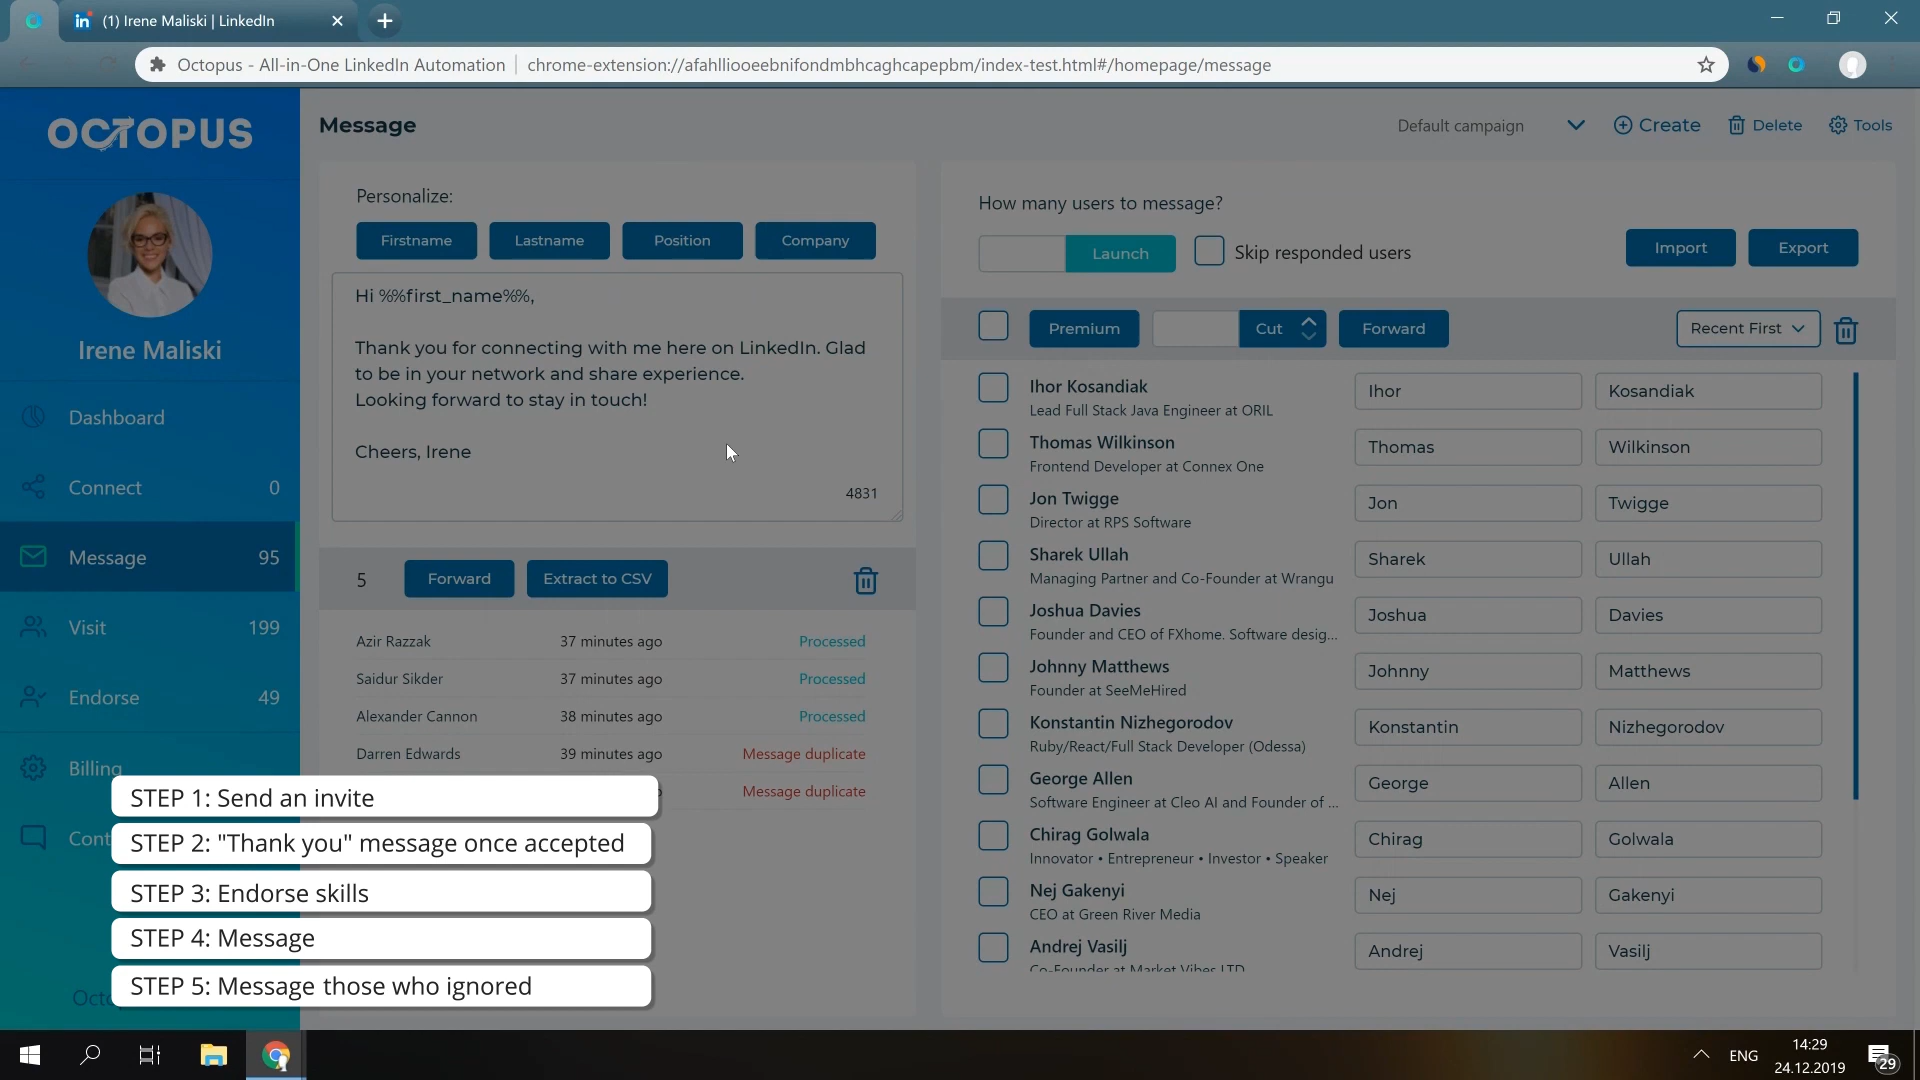 (1) Irene Maliski | LinkedIn
Octopus - All-in-One LinkedIn Automation
chrome-extension://afahlliooeebnifondmbhcaghcapepbm/index-test.html#/homepage/message
OCTOPUS
Irene Maliski
Dashboard
Connect 0
Message 95
Visit 199
Endorse 49
Billing
Cont
Octo
Message
Default campaign
Create
Delete
Tools
Personalize:
Firstname Lastname Position Company
Hi %%first_name%%,
Thank you for connecting with me here on LinkedIn. Glad
to be in your network and share experience.
Looking forward to stay in touch!
Cheers, Irene
4831
5 Forward Extract to CSV
Azir Razzak 37 minutes ago Processed
Saidur Sikder 37 minutes ago Processed
Alexander Cannon 38 minutes ago Processed
Darren Edwards 39 minutes ago Message duplicate
Message duplicate
STEP 1: Send an invite
STEP 2: "Thank you" message once accepted
STEP 3: Endorse skills
STEP 4: Message
STEP 5: Message those who ignored
How many users to message?
Launch Skip responded users Import Export
Premium Cut Forward Recent First
Ihor Kosandiak Ihor Kosandiak
Lead Full Stack Java Engineer at ORIL
Thomas Wilkinson Thomas Wilkinson
Frontend Developer at Connex One
Jon Twigge Jon Twigge
Director at RPS Software
Sharek Ullah Sharek Ullah
Managing Partner and Co-Founder at Wrangu
Joshua Davies Joshua Davies
Founder and CEO of FXhome. Software desig...
Johnny Matthews Johnny Matthews
Founder at SeeMeHired
Konstantin Nizhegorodov Konstantin Nizhegorodov
Ruby/React/Full Stack Developer (Odessa)
George Allen George Allen
Software Engineer at Cleo AI and Founder of ...
Chirag Golwala Chirag Golwala
Innovator • Entrepreneur • Investor • Speaker
Nej Gakenyi Nej Gakenyi
CEO at Green River Media
Andrej Vasilj Andrej Vasilj
Co-Founder at Market Vibes LTD
ENG
14:29
24.12.2019
29